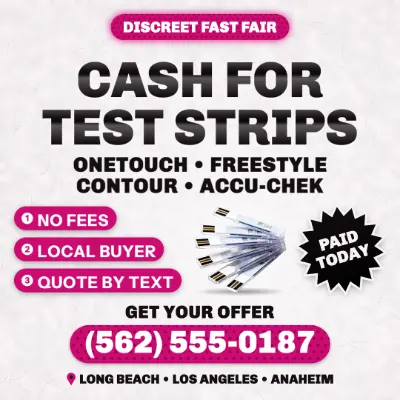 DISCREET FAST FAIR
CASH FOR
TEST STRIPS
ONETOUCH • FREESTYLE
CONTOUR • ACCU-CHEK
1 NO FEES
2 LOCAL BUYER
3 QUOTE BY TEXT
PAID
TODAY
GET YOUR OFFER
(562) 555-0187
LONG BEACH • LOS ANGELES • ANAHEIM